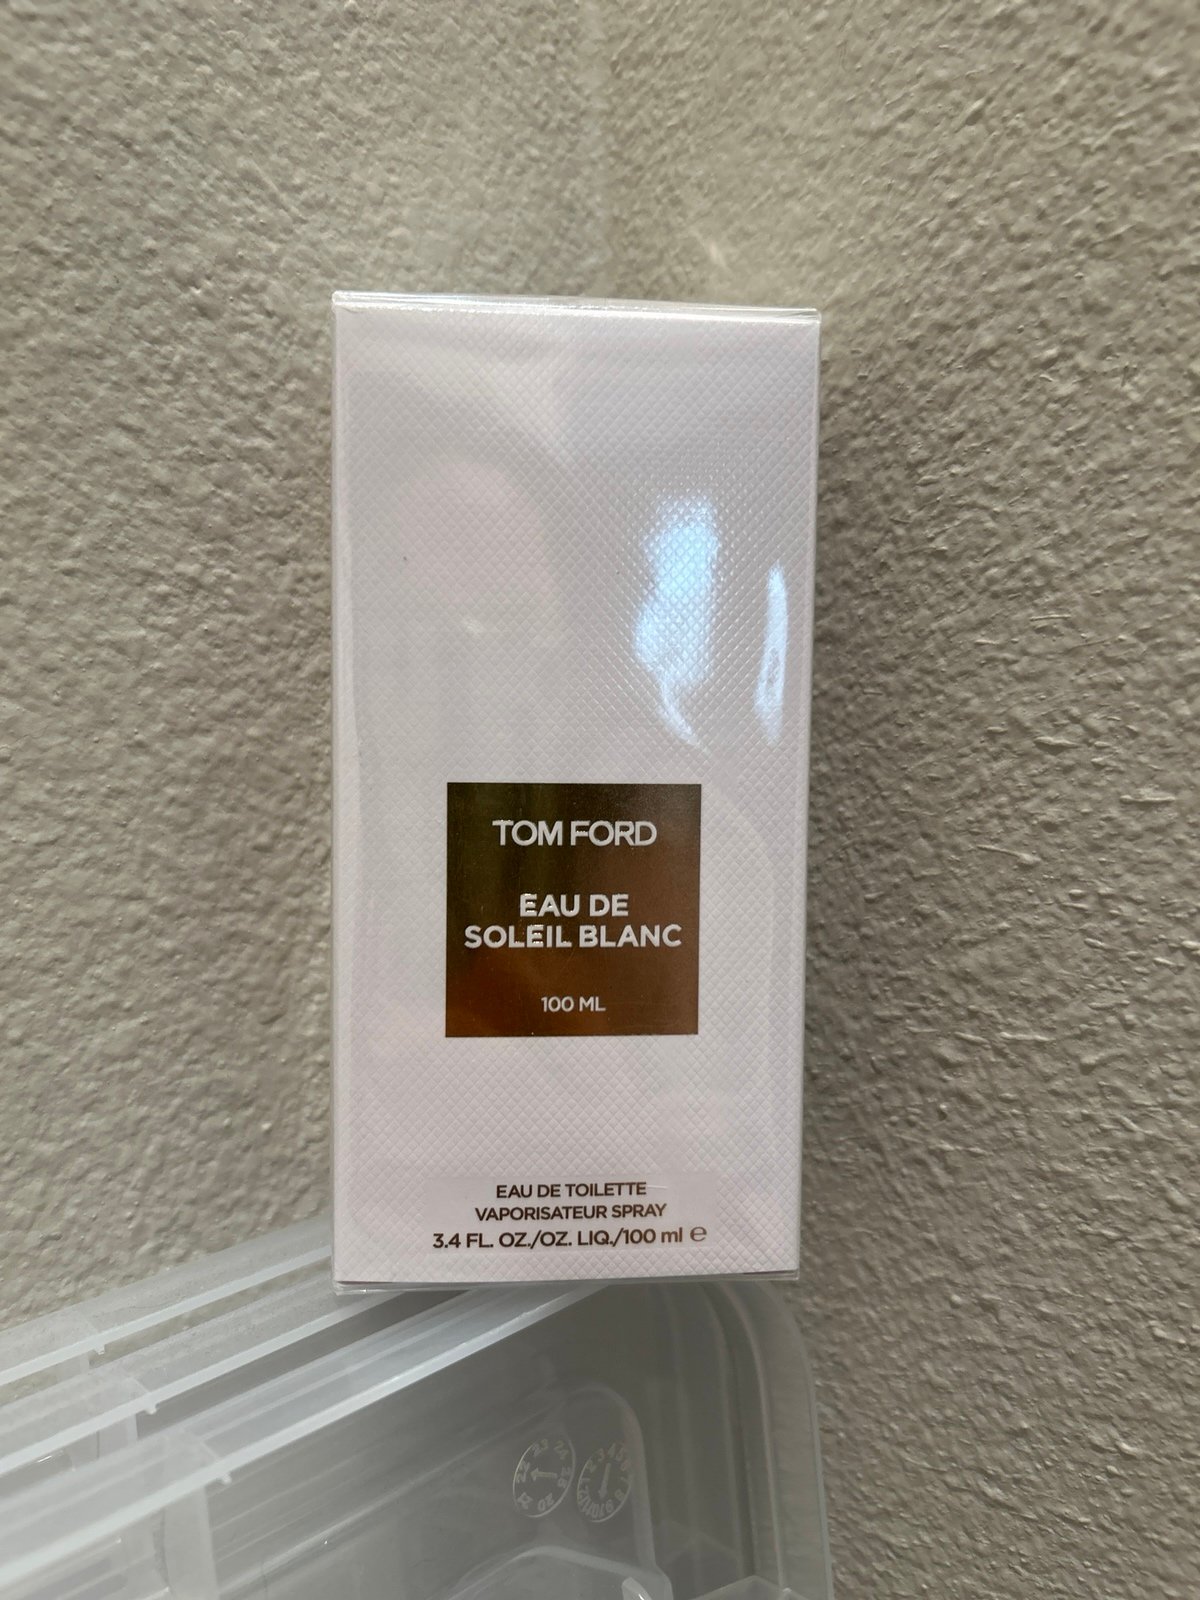 TOM FORD
EAU DE
SOLEIL BLANC
100 ML
EAU DE TOILETTE
VAPORISATEUR SPRAY
3.4 FL. OZ./OZ. LIQ./100 ml ℮